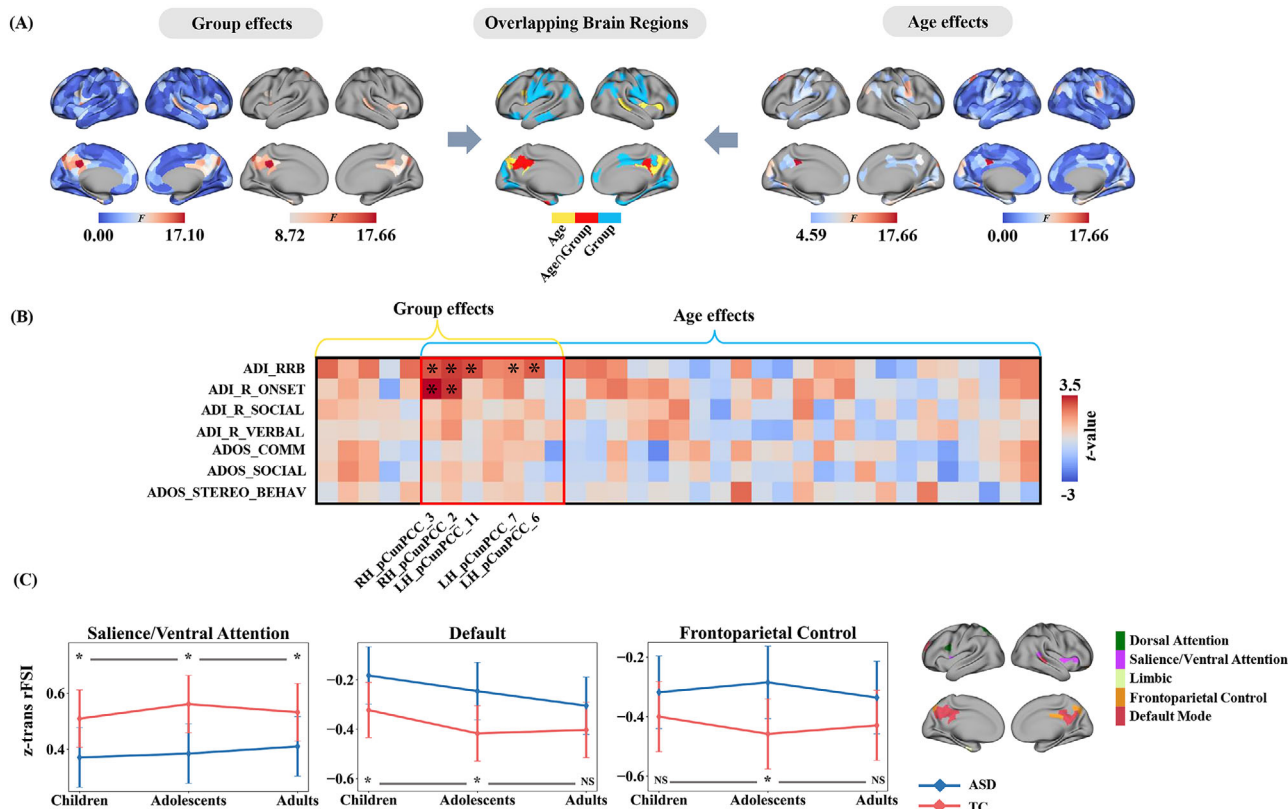 (A)
Group effects
Overlapping Brain Regions
Age effects
F
0.00 17.10
F
8.72 17.66
Age
Age∩Group
Group
F
4.59 17.66
F
0.00 17.66
(B)
Group effects
Age effects
ADI_RRB
ADI_R_ONSET
ADI_R_SOCIAL
ADI_R_VERBAL
ADOS_COMM
ADOS_SOCIAL
ADOS_STEREO_BEHAV
* * * * *
* *
3.5
t-value
-3
RH_pCunPCC_3
RH_pCunPCC_2
LH_pCunPCC_11
LH_pCunPCC_7
LH_pCunPCC_6
(C)
Salience/Ventral Attention
z-trans rFSI
* * *
0.6
0.4
Children Adolescents Adults
Default
−0.2
−0.4
−0.6
* * NS
Children Adolescents Adults
Frontoparietal Control
−0.2
−0.4
−0.6
NS * NS
Children Adolescents Adults
Dorsal Attention
Salience/Ventral Attention
Limbic
Frontoparietal Control
Default Mode
ASD
TC